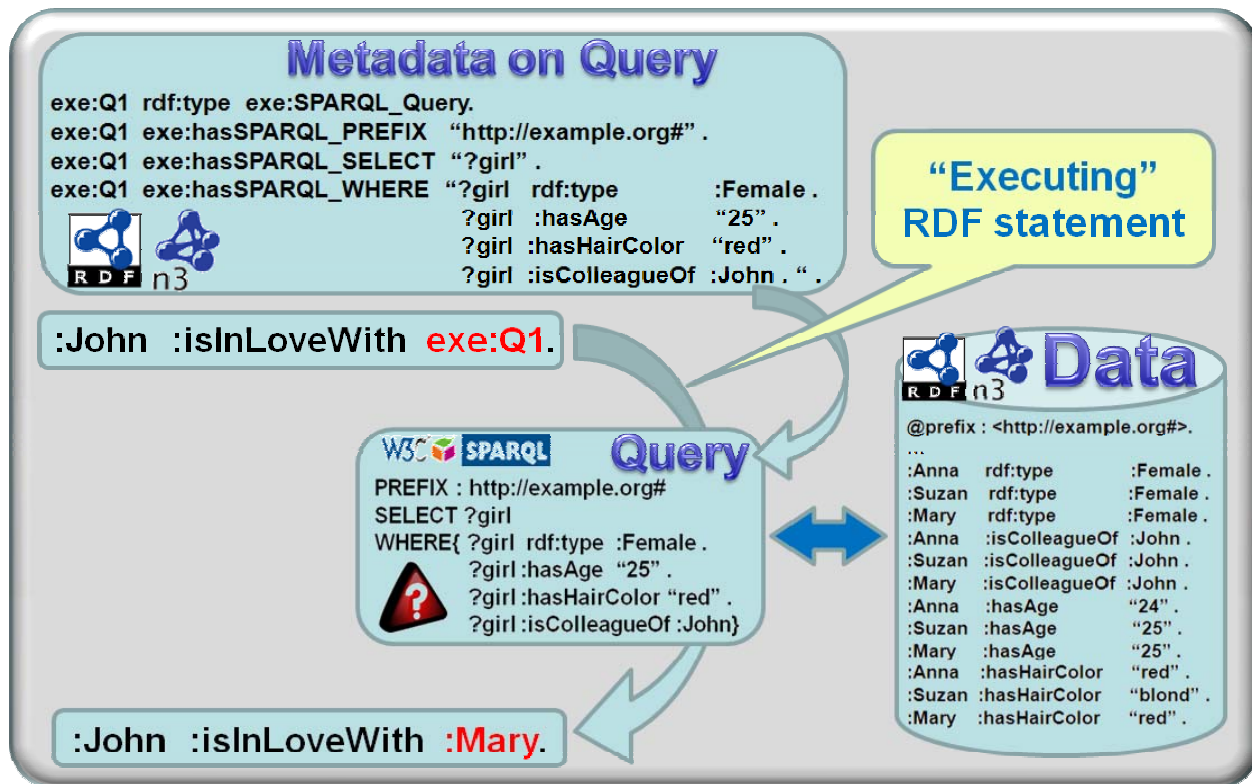 Metadata on Query
exe:Q1 rdf:type exe:SPARQL_Query.
exe:Q1 exe:hasSPARQL_PREFIX “http://example.org#” .
exe:Q1 exe:hasSPARQL_SELECT “?girl” .
exe:Q1 exe:hasSPARQL_WHERE “?girl rdf:type :Female .
?girl :hasAge “25” .
?girl :hasHairColor “red” .
?girl :isColleagueOf :John . “ .
RDF n3
“Executing”
RDF statement
:John :isInLoveWith exe:Q1.
W3C SPARQL Query
PREFIX : http://example.org#
SELECT ?girl
WHERE{ ?girl rdf:type :Female .
?girl :hasAge “25” .
?girl :hasHairColor “red” .
?girl :isColleagueOf :John}
?
RDF n3 Data
@prefix : <http://example.org#>.
...
:Anna rdf:type :Female .
:Suzan rdf:type :Female .
:Mary rdf:type :Female .
:Anna :isColleagueOf :John .
:Suzan :isColleagueOf :John .
:Mary :isColleagueOf :John .
:Anna :hasAge “24” .
:Suzan :hasAge “25” .
:Mary :hasAge “25” .
:Anna :hasHairColor “red” .
:Suzan :hasHairColor “blond” .
:Mary :hasHairColor “red” .
:John :isInLoveWith :Mary.